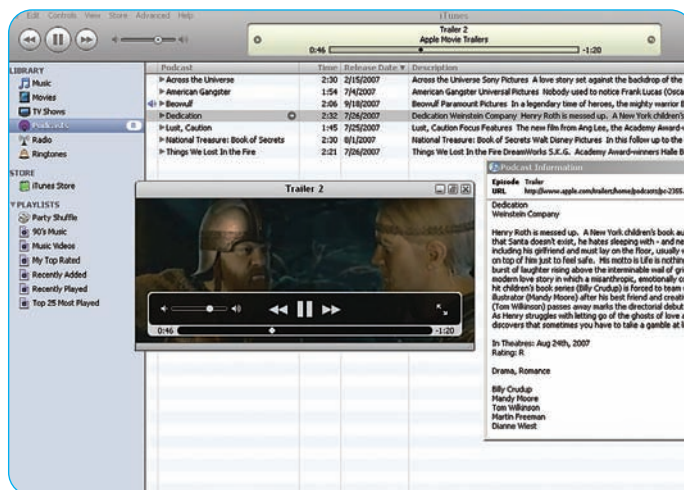 Edit Controls View Store Advanced Help
iTunes
Trailer 2
Apple Movie Trailers
0:46 -1:20
LIBRARY
Music
Movies
TV Shows
Podcasts 8
Radio
Ringtones
STORE
iTunes Store
PLAYLISTS
Party Shuffle
90's Music
Music Videos
My Top Rated
Recently Added
Recently Played
Top 25 Most Played
Podcast Time Release Date Description
Across the Universe 2:30 2/15/2007 Across the Universe Sony Pictures A love story set against the backdrop of the
American Gangster 1:54 7/4/2007 American Gangster Universal Pictures Nobody used to notice Frank Lucas (Oscar
Beowulf 2:06 9/18/2007 Beowulf Paramount Pictures In a legendary time of heroes, the mighty warrior
Dedication 2:32 7/26/2007 Dedication Weinstein Company Henry Roth is messed up. A New York children's
Lust, Caution 1:45 7/25/2007 Lust, Caution Focus Features The new film from Ang Lee, the Academy Award-
National Treasure: Book of Secrets 2:30 8/1/2007 National Treasure: Book of Secrets Walt Disney Pictures In this follow up to the
Things We Lost In the Fire 2:21 7/26/2007 Things We Lost In the Fire DreamWorks S.K.G. Academy Award-winners Halle
Trailer 2
0:46 -1:20
Podcast Information
Episode Trailer
URL http://www.apple.com/trailers/home/podcasts/pc-2365.
Dedication
Weinstein Company
Henry Roth is messed up. A New York children's book
that Santa doesn't exist, he hates sleeping with - and
including his girlfriend and must lay on the floor, usually
on top of him just to feel safe. His motto is Life is
burst of laughter rising above the interminable wail of
modern love story in which a misanthropic, emotionally
hit children's book series (Billy Crudup) is forced to team
illustrator (Mandy Moore) after his best friend and
(Tom Wilkinson) passes away marks the directorial debut
As Henry struggles with letting go of the ghosts of love
discovers that sometimes you have to take a gamble at
In Theatres: Aug 24th, 2007
Rating: R
Drama, Romance
Billy Crudup
Mandy Moore
Tom Wilkinson
Martin Freeman
Dianne Wiest